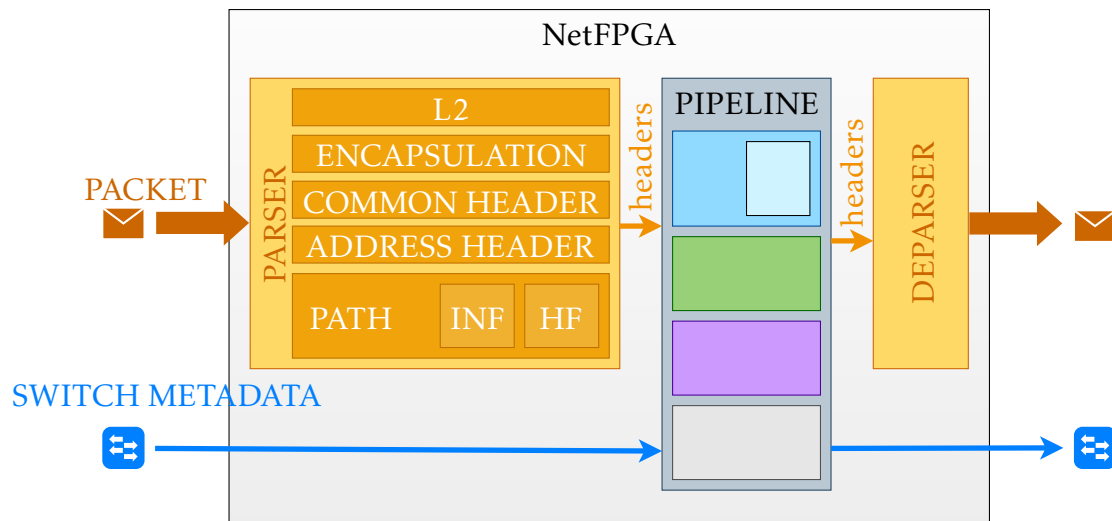 NetFPGA
PARSER
L2
ENCAPSULATION
COMMON HEADER
ADDRESS HEADER
PATH
INF
HF
PACKET
headers
PIPELINE
headers
DEPARSER
SWITCH METADATA